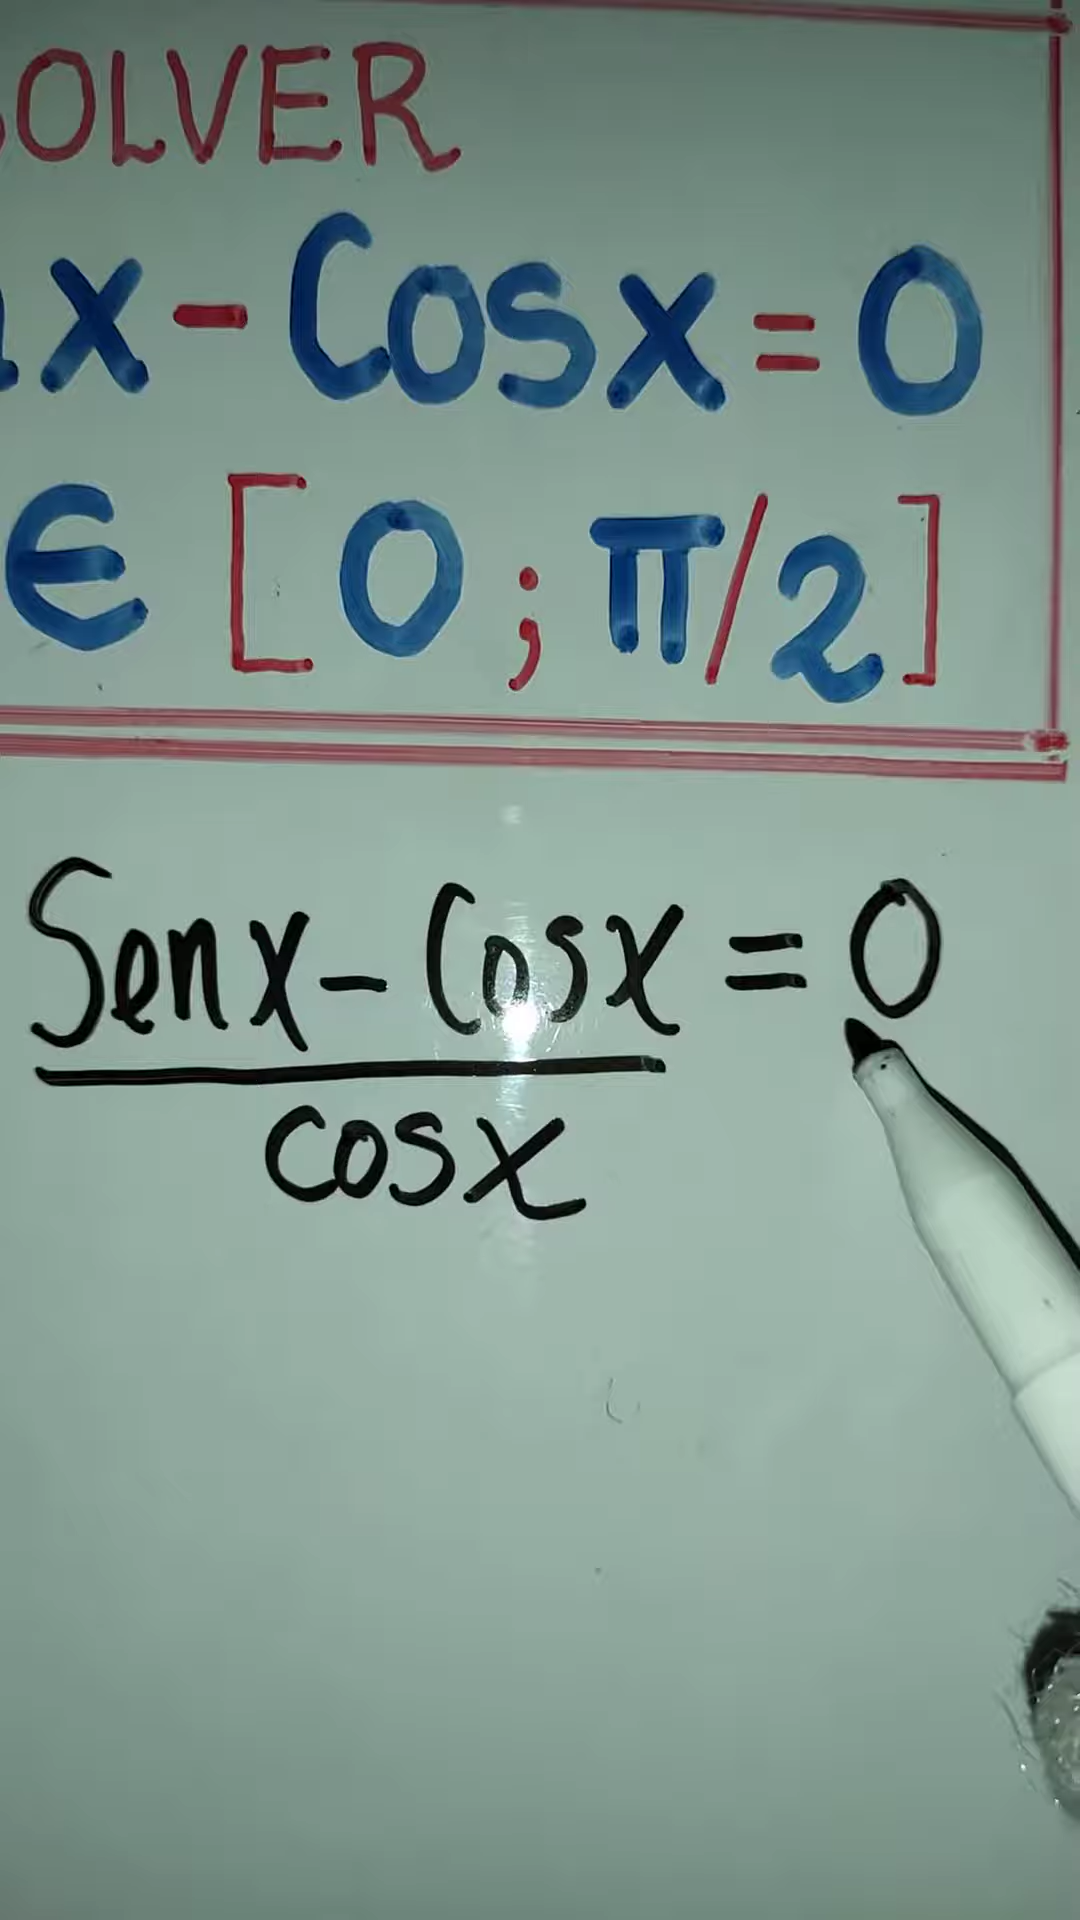 OLVER
x - Cosx = 0
∈ [ 0 ; π/2 ]
Senx - Cosx = 0
cosx